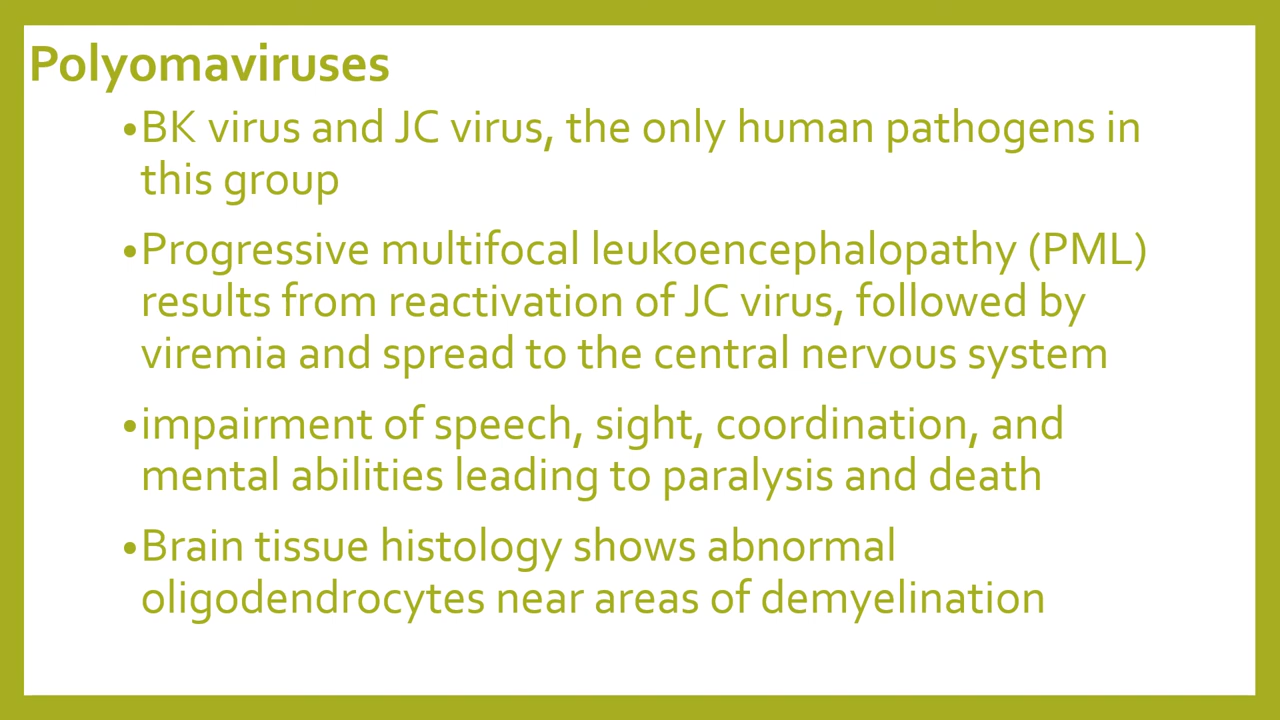 Polyomaviruses
•BK virus and JC virus, the only human pathogens in
this group
•Progressive multifocal leukoencephalopathy (PML)
results from reactivation of JC virus, followed by
viremia and spread to the central nervous system
•impairment of speech, sight, coordination, and
mental abilities leading to paralysis and death
•Brain tissue histology shows abnormal
oligodendrocytes near areas of demyelination